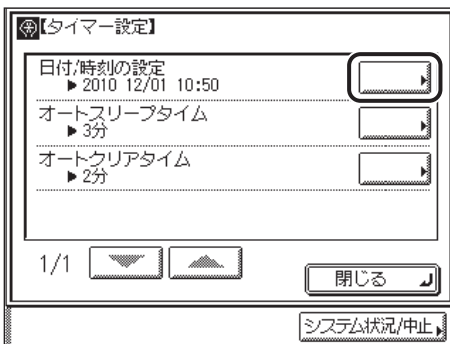 【タイマー設定】
日付/時刻の設定
▶ 2010 12/01 10:50
オートスリープタイム
▶ 3分
オートクリアタイム
▶ 2分
1/1
閉じる
システム状況/中止